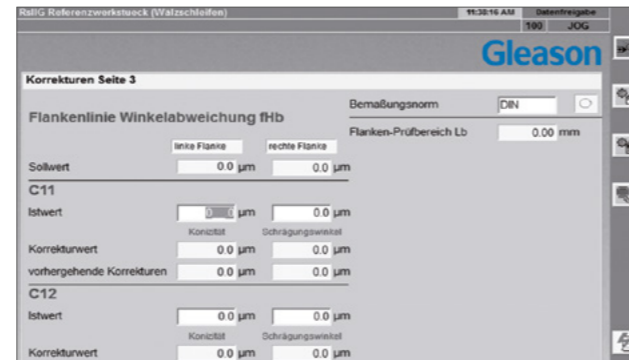 RsllG Referenzwerkstueck (Walzschleifen) 11:30:16 AM Datenfreigabe
100 JOG
Gleason
Korrekturen Seite 3
Flankenlinie Winkelabweichung fHb
Bemaßungsnorm DIN
Flanken-Prüfbereich Lb 0.00 mm
linke Flanke rechte Flanke
Sollwert 0.0 µm 0.0 µm
C11
Istwert 0.0 µm 0.0 µm
Konizität Schrägungswinkel
Korrekturwert 0.0 µm 0.0 µm
vorhergehende Korrekturen 0.0 µm 0.0 µm
C12
Istwert 0.0 µm 0.0 µm
Konizität Schrägungswinkel
Korrekturwert 0.0 µm 0.0 µm